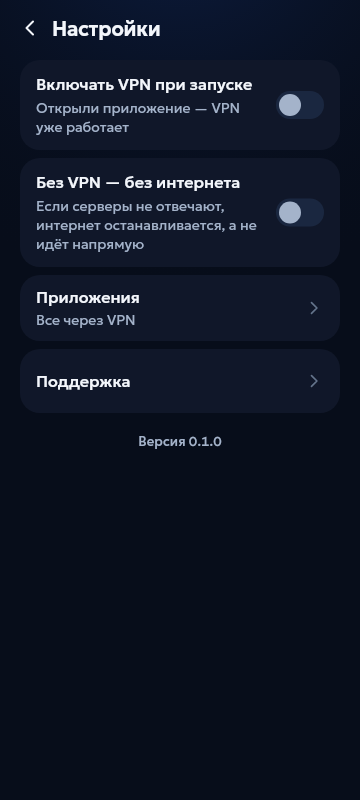 Настройки
Включать VPN при запуске
Открыли приложение — VPN
уже работает
Без VPN — без интернета
Если серверы не отвечают,
интернет останавливается, а не
идёт напрямую
Приложения
Все через VPN
Поддержка
Версия 0.1.0